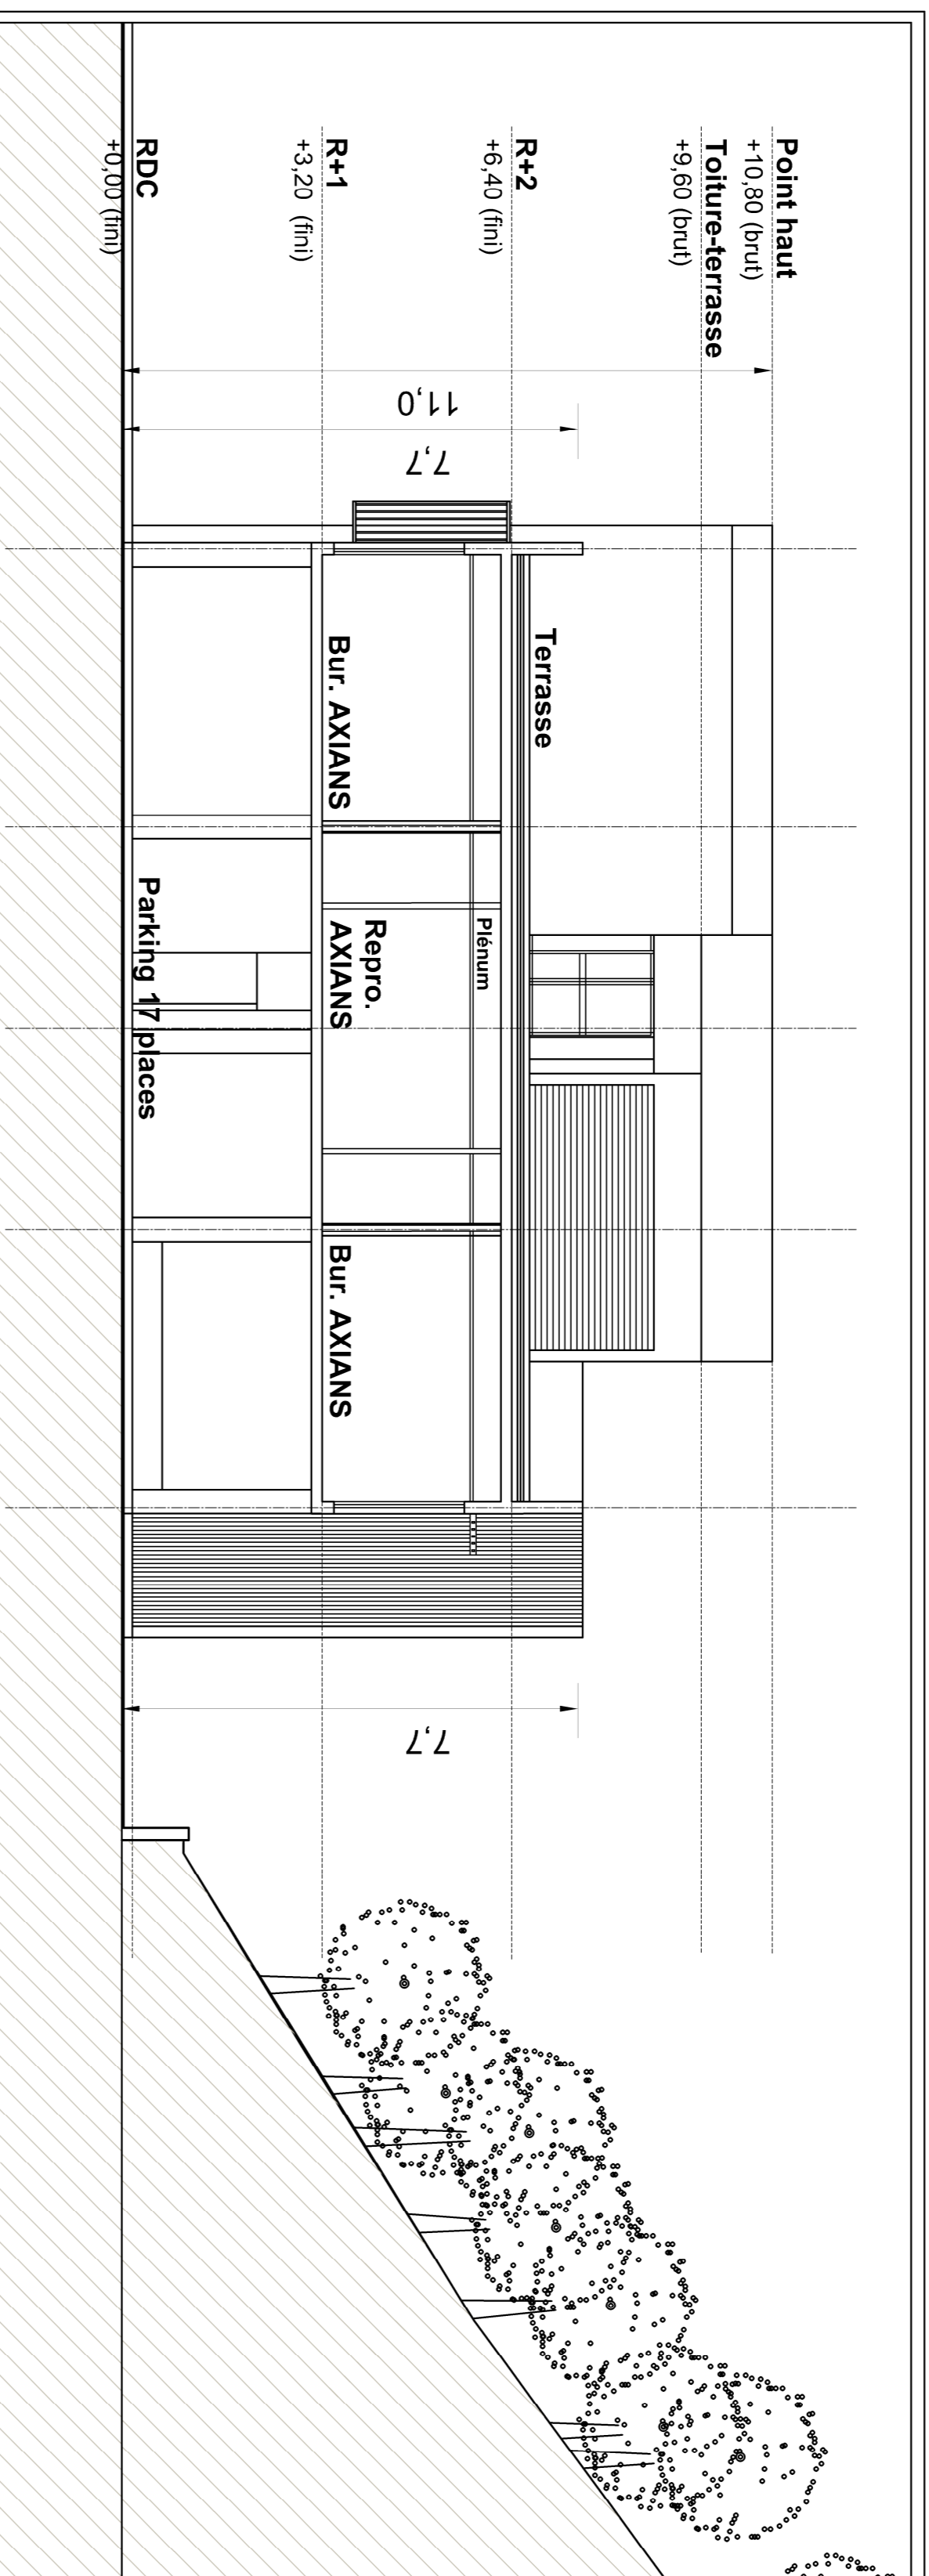 Point haut
+10,80 (brut)
Toiture-terrasse
+9,60 (brut)
R+2
+6,40 (fini)
R+1
+3,20 (fini)
RDC
+0,00 (fini)
11,0
7,7
Terrasse
Plénum
Bur. AXIANS
Repro.
AXIANS
Bur. AXIANS
Parking 17 places
7,7